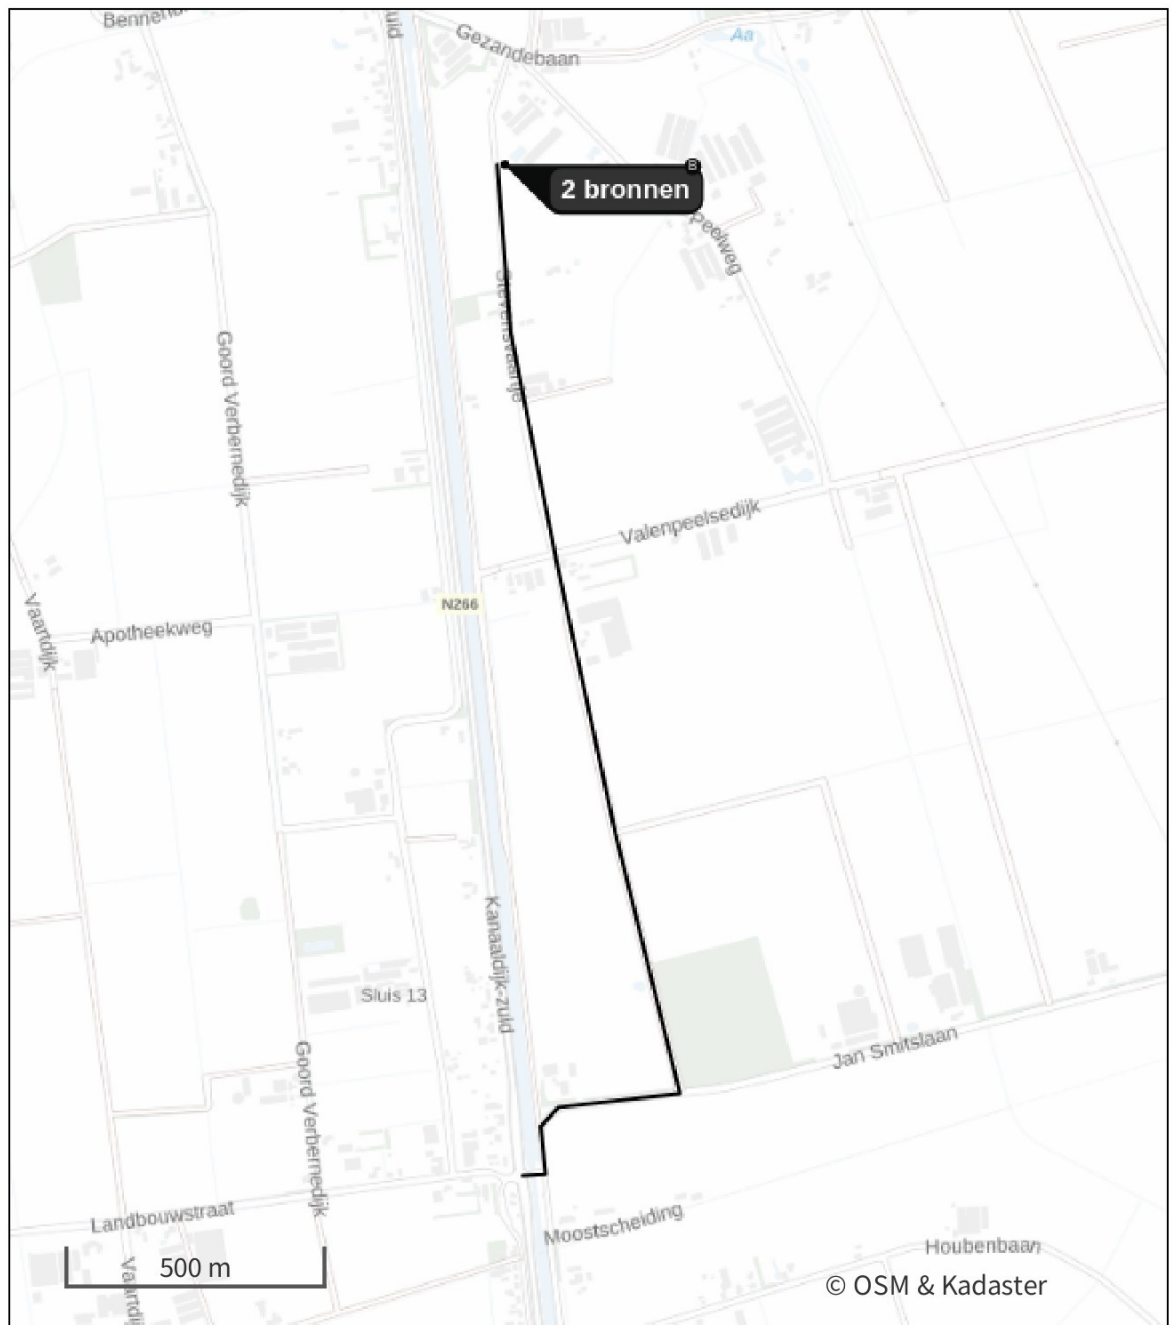 uid
Gezandebaan
Aa
B
2 bronnen
Peelweg
Goord Verbernedijk
Valenpeelsedijk
N266
Vaartdijk
Apotheekweg
Kanaaldijk-zuid
Sluis 13
Jan Smitslaan
Goord Verbernedijk
Landbouwstraat
Moostscheiding
Houbenbaan
500 m
© OSM & Kadaster